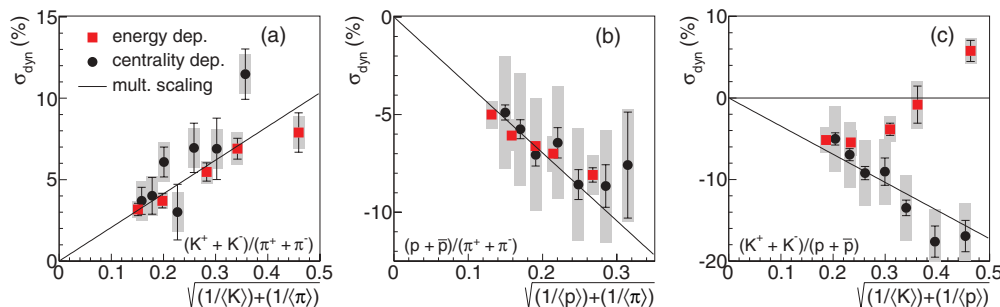 σdyn (%)
15
10
5
0
(a)
energy dep.
centrality dep.
mult. scaling
(K⁺ + K⁻)/(π⁺ + π⁻)
0 0.1 0.2 0.3 0.4 0.5
√(1/⟨K⟩)+(1/⟨π⟩)
σdyn (%)
0
-5
-10
(b)
(p + p̄)/(π⁺ + π⁻)
0 0.1 0.2 0.3
√(1/⟨p⟩)+(1/⟨π⟩)
σdyn (%)
10
0
-10
-20
(c)
(K⁺ + K⁻)/(p + p̄)
0 0.1 0.2 0.3 0.4 0.5
√(1/⟨K⟩)+(1/⟨p⟩)